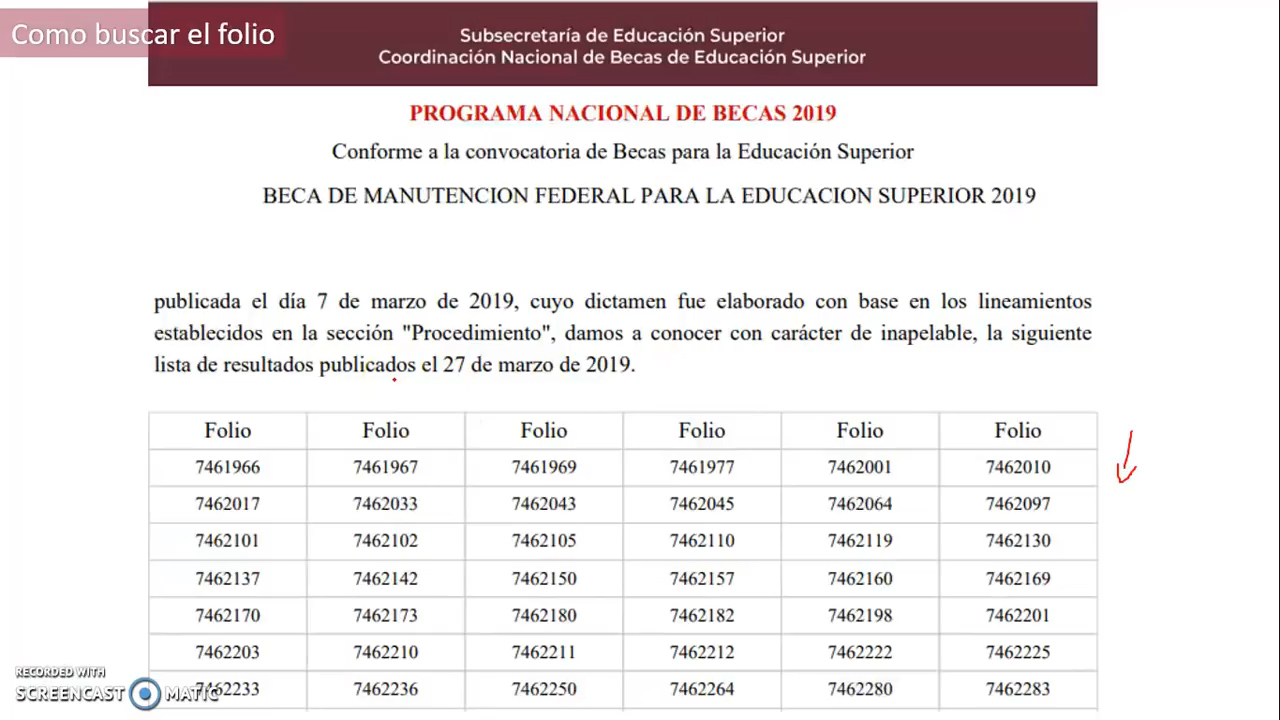 Como buscar el folio
Subsecretaría de Educación Superior
Coordinación Nacional de Becas de Educación Superior
PROGRAMA NACIONAL DE BECAS 2019
Conforme a la convocatoria de Becas para la Educación Superior
BECA DE MANUTENCION FEDERAL PARA LA EDUCACION SUPERIOR 2019
publicada el día 7 de marzo de 2019, cuyo dictamen fue elaborado con base en los lineamientos
establecidos en la sección "Procedimiento", damos a conocer con carácter de inapelable, la siguiente
lista de resultados publicados el 27 de marzo de 2019.
Folio Folio Folio Folio Folio Folio
7461966 7461967 7461969 7461977 7462001 7462010
7462017 7462033 7462043 7462045 7462064 7462097
7462101 7462102 7462105 7462110 7462119 7462130
7462137 7462142 7462150 7462157 7462160 7462169
7462170 7462173 7462180 7462182 7462198 7462201
7462203 7462210 7462211 7462212 7462222 7462225
7462233 7462236 7462250 7462264 7462280 7462283
RECORDED WITH
SCREENCAST MATIC